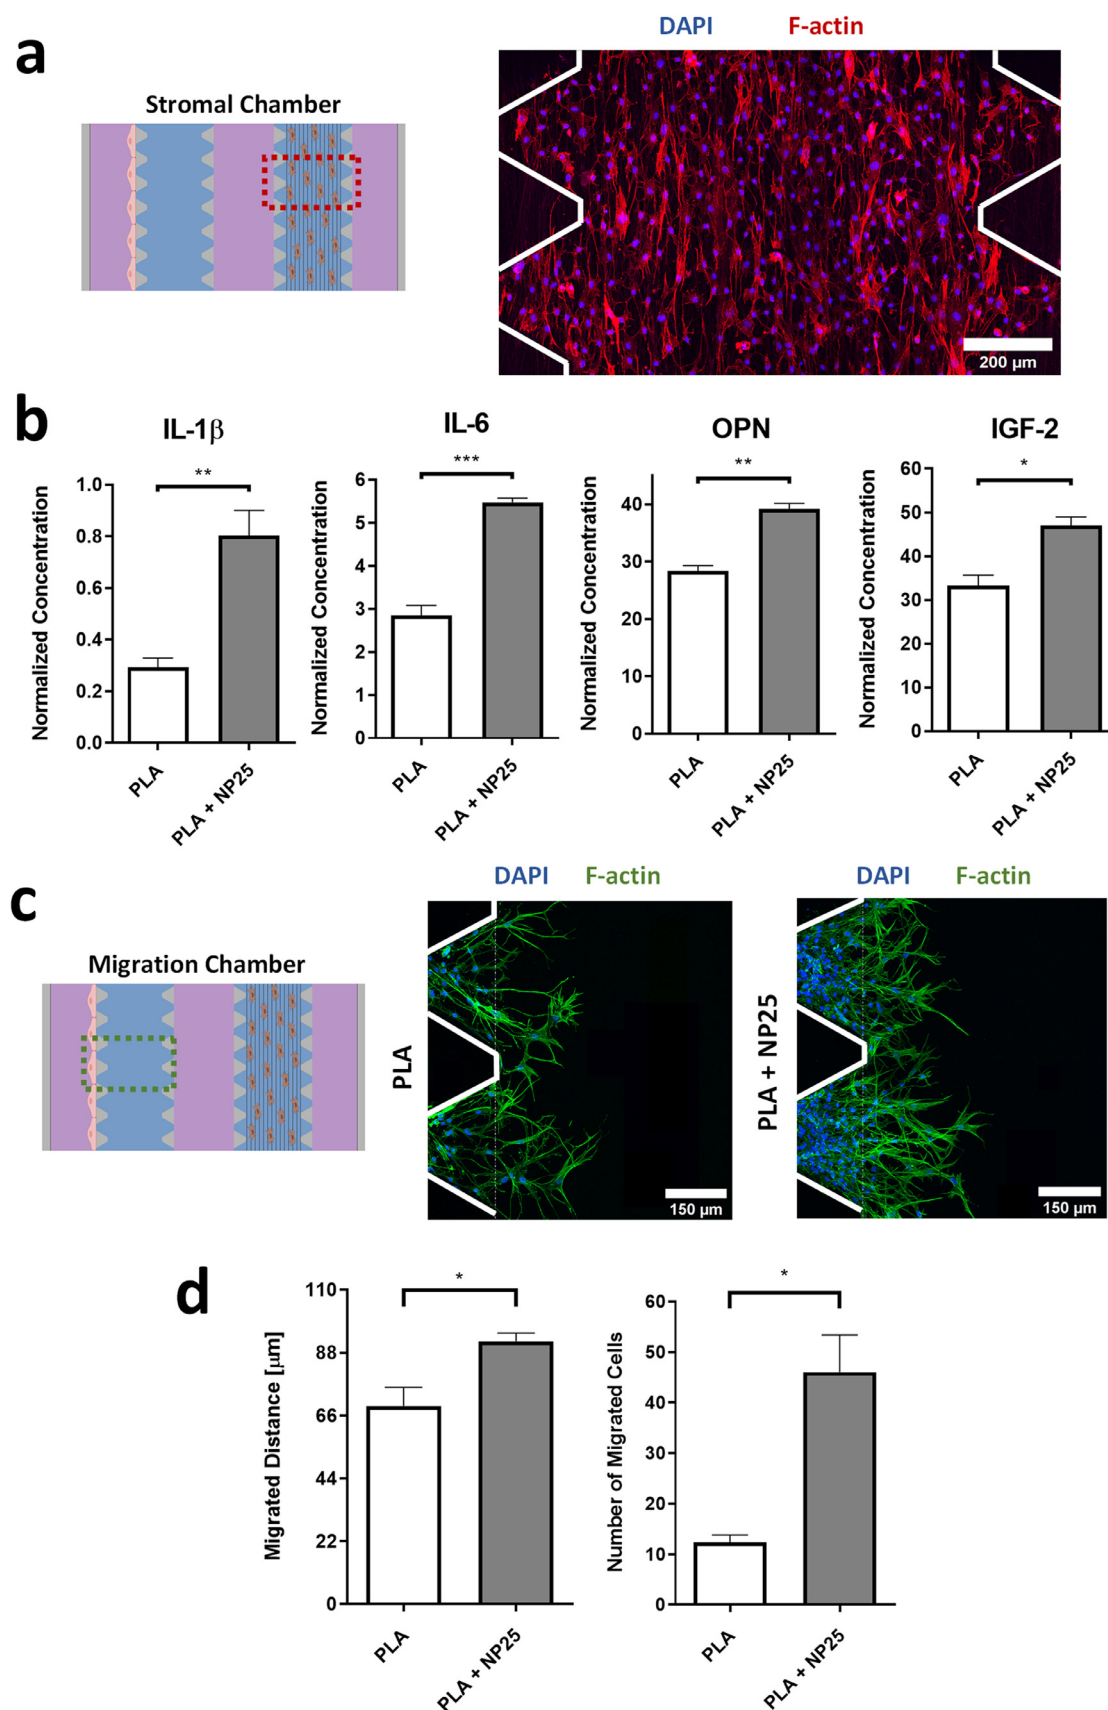 a
DAPI F-actin
Stromal Chamber
200 µm
b
IL-1β
**
Normalized Concentration
1.0
0.8
0.6
0.4
0.2
0.0
PLA
PLA + NP25
IL-6
***
Normalized Concentration
6
5
4
3
2
1
0
PLA
PLA + NP25
OPN
**
Normalized Concentration
40
30
20
10
0
PLA
PLA + NP25
IGF-2
*
Normalized Concentration
60
50
40
30
20
10
0
PLA
PLA + NP25
c
Migration Chamber
DAPI F-actin
PLA
150 µm
DAPI F-actin
PLA + NP25
150 µm
d
*
Migrated Distance [µm]
110
88
66
44
22
0
PLA
PLA + NP25
*
Number of Migrated Cells
60
50
40
30
20
10
0
PLA
PLA + NP25